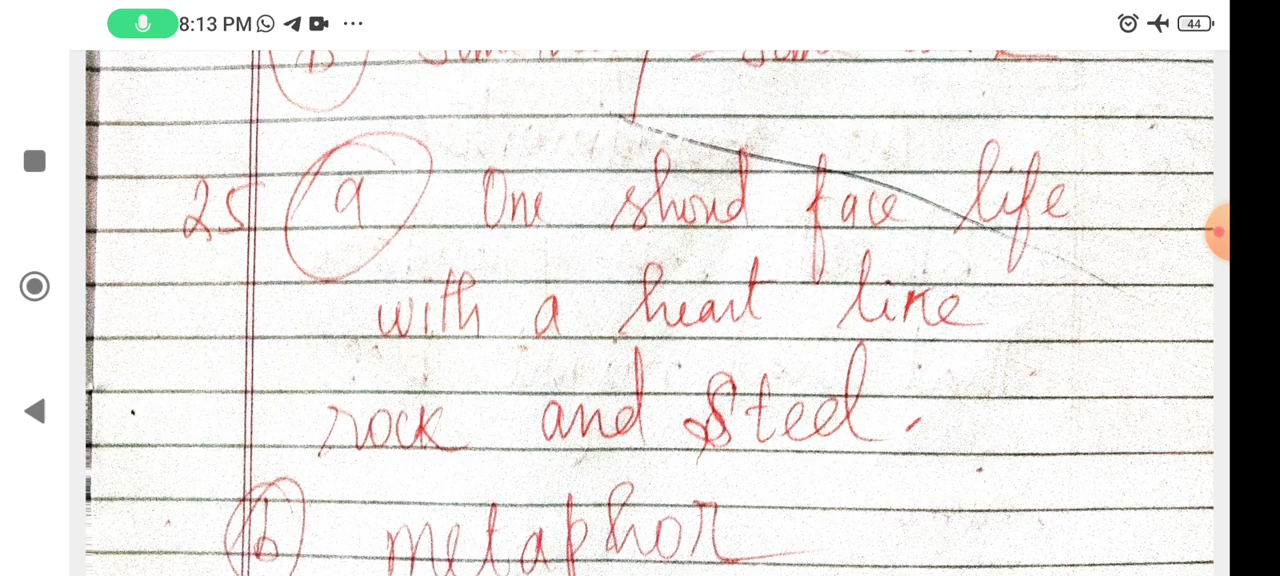 8:13 PM ... 44
25 (a) One shoud face life
with a heart like
rock and Steel.
(b) metaphor